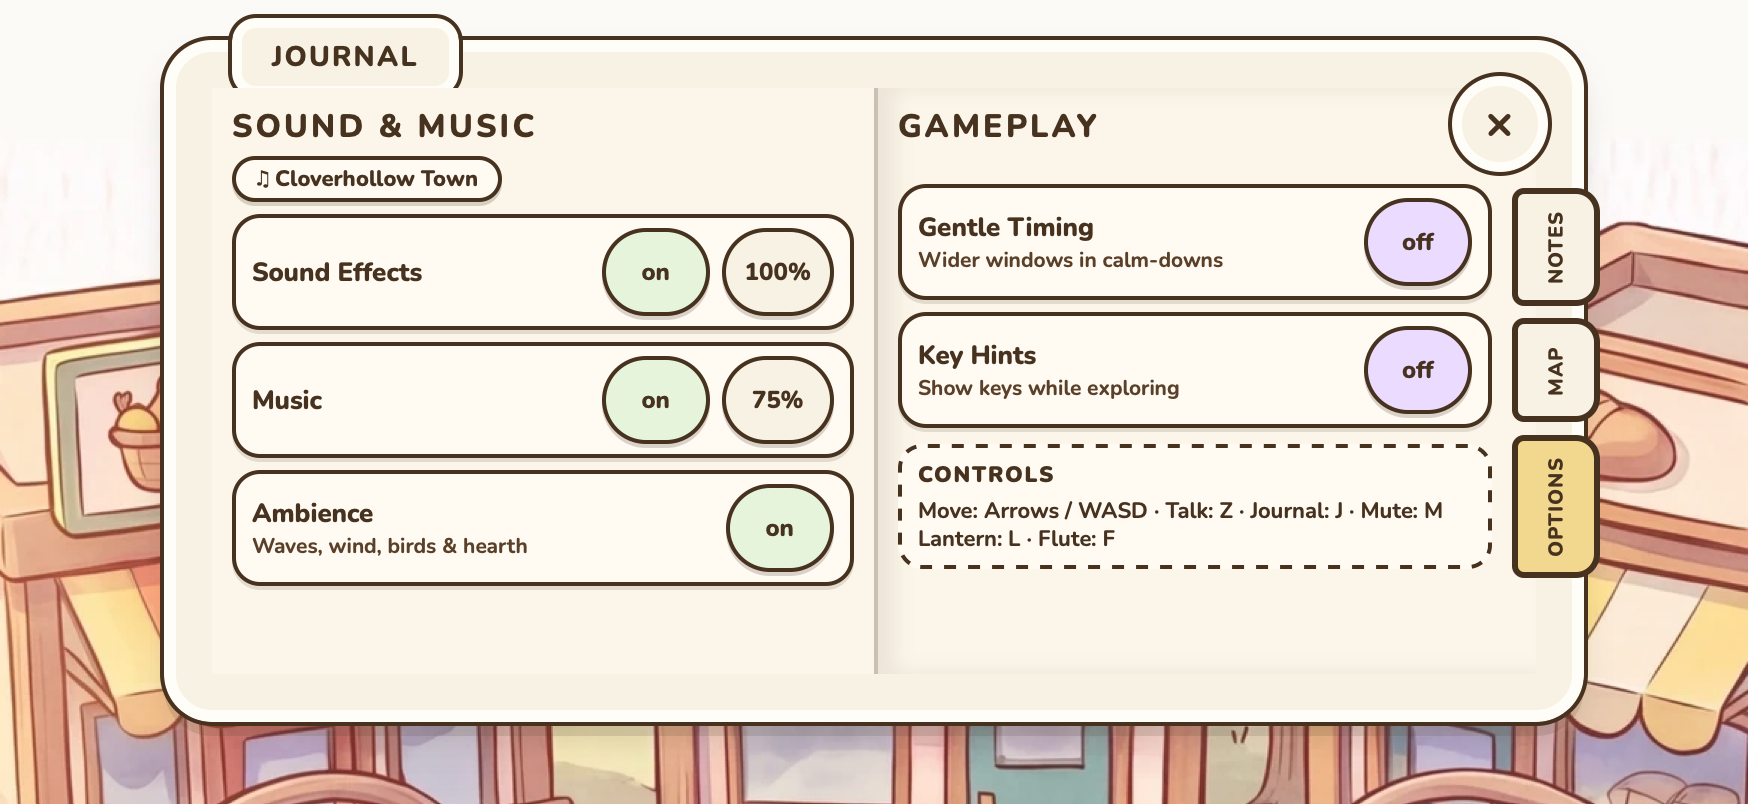 JOURNAL
SOUND & MUSIC
♫ Cloverhollow Town
Sound Effects
on
100%
Music
on
75%
Ambience
Waves, wind, birds & hearth
on
GAMEPLAY
×
Gentle Timing
Wider windows in calm-downs
off
Key Hints
Show keys while exploring
off
CONTROLS
Move: Arrows / WASD · Talk: Z · Journal: J · Mute: M
Lantern: L · Flute: F
NOTES
MAP
OPTIONS